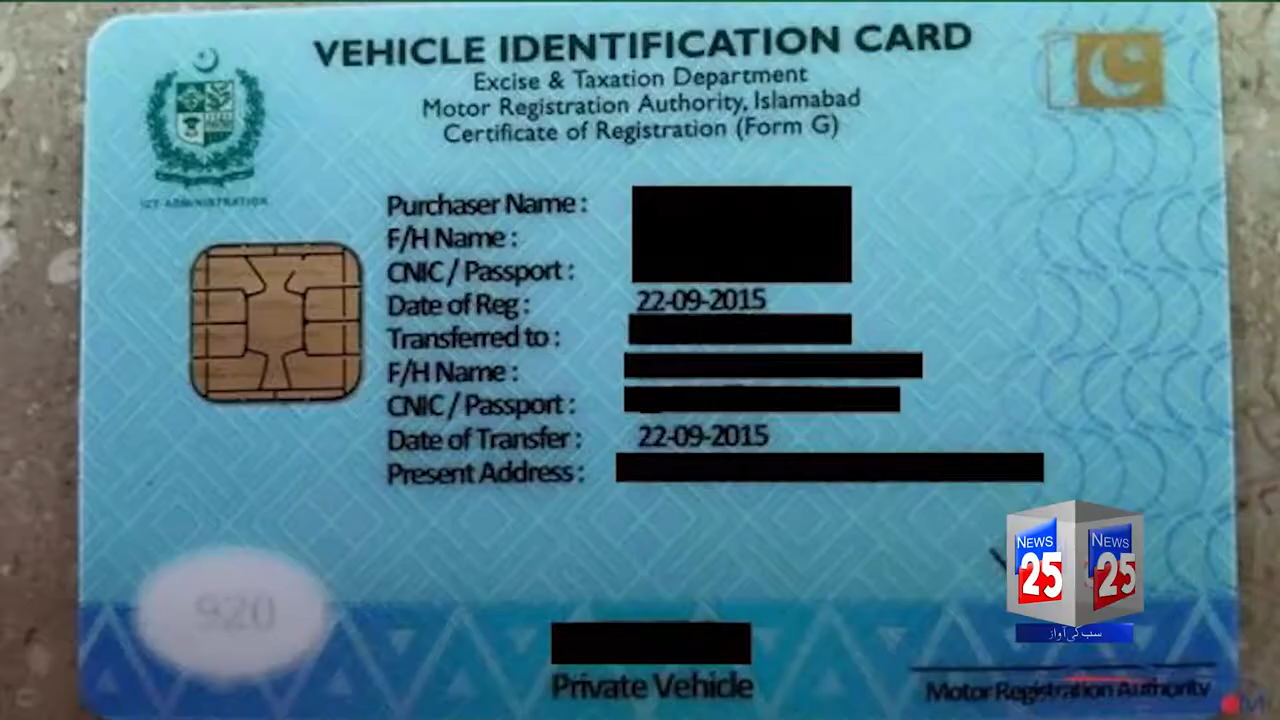 VEHICLE IDENTIFICATION CARD
Excise & Taxation Department
Motor Registration Authority, Islamabad
Certificate of Registration (Form G)
ICT-ADMINISTRATION
Purchaser Name :
F/H Name :
CNIC / Passport :
Date of Reg : 22-09-2015
Transferred to :
F/H Name :
CNIC / Passport :
Date of Transfer : 22-09-2015
Present Address :
NEWS 25
NEWS 25
سب کی آواز
920
Private Vehicle
Motor Registration Authority